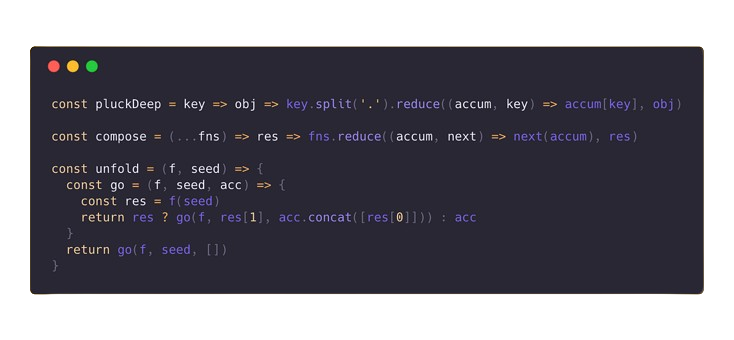 const pluckDeep = key => obj => key.split('.').reduce((accum, key) => accum[key], obj)
const compose = (...fns) => res => fns.reduce((accum, next) => next(accum), res)
const unfold = (f, seed) => {
const go = (f, seed, acc) => {
const res = f(seed)
return res ? go(f, res[1], acc.concat([res[0]])) : acc
}
return go(f, seed, [])
}